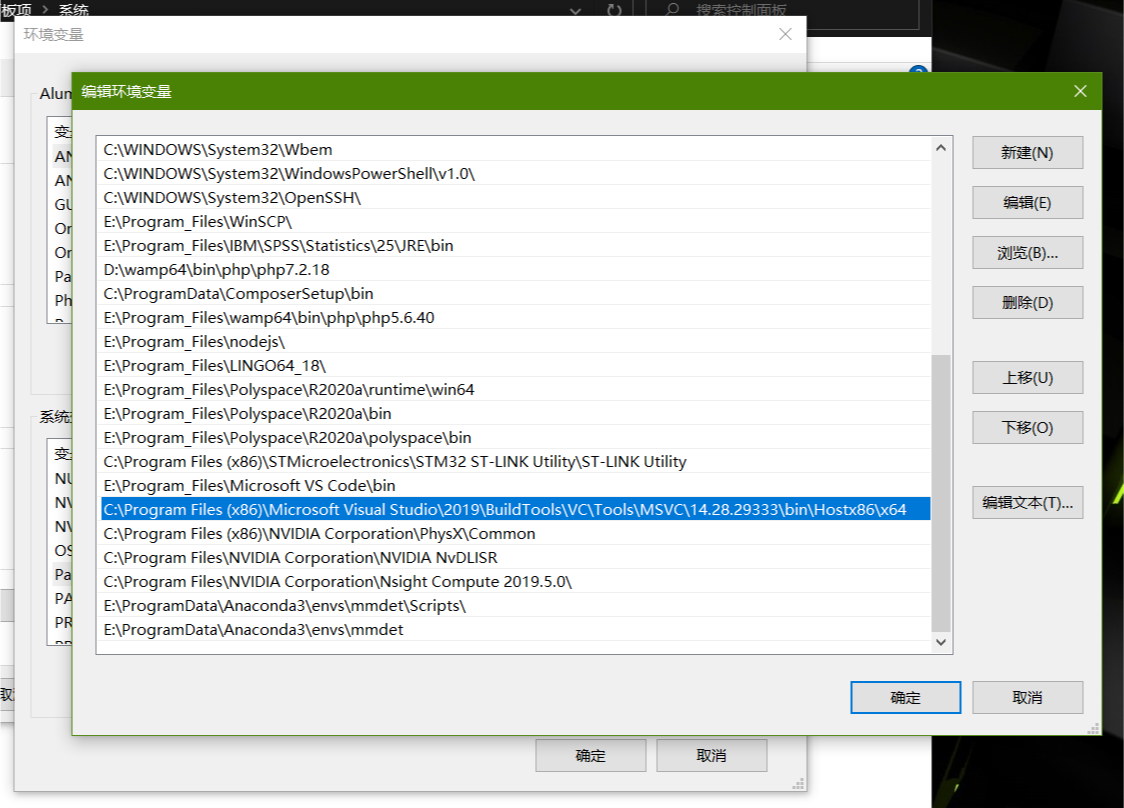 板项 > 系统
搜索控制面板
环境变量
编辑环境变量
C:\WINDOWS\System32\Wbem
C:\WINDOWS\System32\WindowsPowerShell\v1.0\
C:\WINDOWS\System32\OpenSSH\
E:\Program_Files\WinSCP\
E:\Program_Files\IBM\SPSS\Statistics\25\JRE\bin
D:\wamp64\bin\php\php7.2.18
C:\ProgramData\ComposerSetup\bin
E:\Program_Files\wamp64\bin\php\php5.6.40
E:\Program_Files\nodejs\
E:\Program_Files\LINGO64_18\
E:\Program_Files\Polyspace\R2020a\runtime\win64
E:\Program_Files\Polyspace\R2020a\bin
E:\Program_Files\Polyspace\R2020a\polyspace\bin
C:\Program Files (x86)\STMicroelectronics\STM32 ST-LINK Utility\ST-LINK Utility
E:\Program_Files\Microsoft VS Code\bin
C:\Program Files (x86)\Microsoft Visual Studio\2019\BuildTools\VC\Tools\MSVC\14.28.29333\bin\Hostx86\x64
C:\Program Files (x86)\NVIDIA Corporation\PhysX\Common
C:\Program Files\NVIDIA Corporation\NVIDIA NvDLISR
C:\Program Files\NVIDIA Corporation\Nsight Compute 2019.5.0\
E:\ProgramData\Anaconda3\envs\mmdet\Scripts\
E:\ProgramData\Anaconda3\envs\mmdet
新建(N)
编辑(E)
浏览(B)...
删除(D)
上移(U)
下移(O)
编辑文本(T)...
确定
取消
Alum
变
AN
AN
GU
On
On
Pa
Ph
系统
变
NU
NV
NV
OS
Pa
PA
PR
取
确定
取消